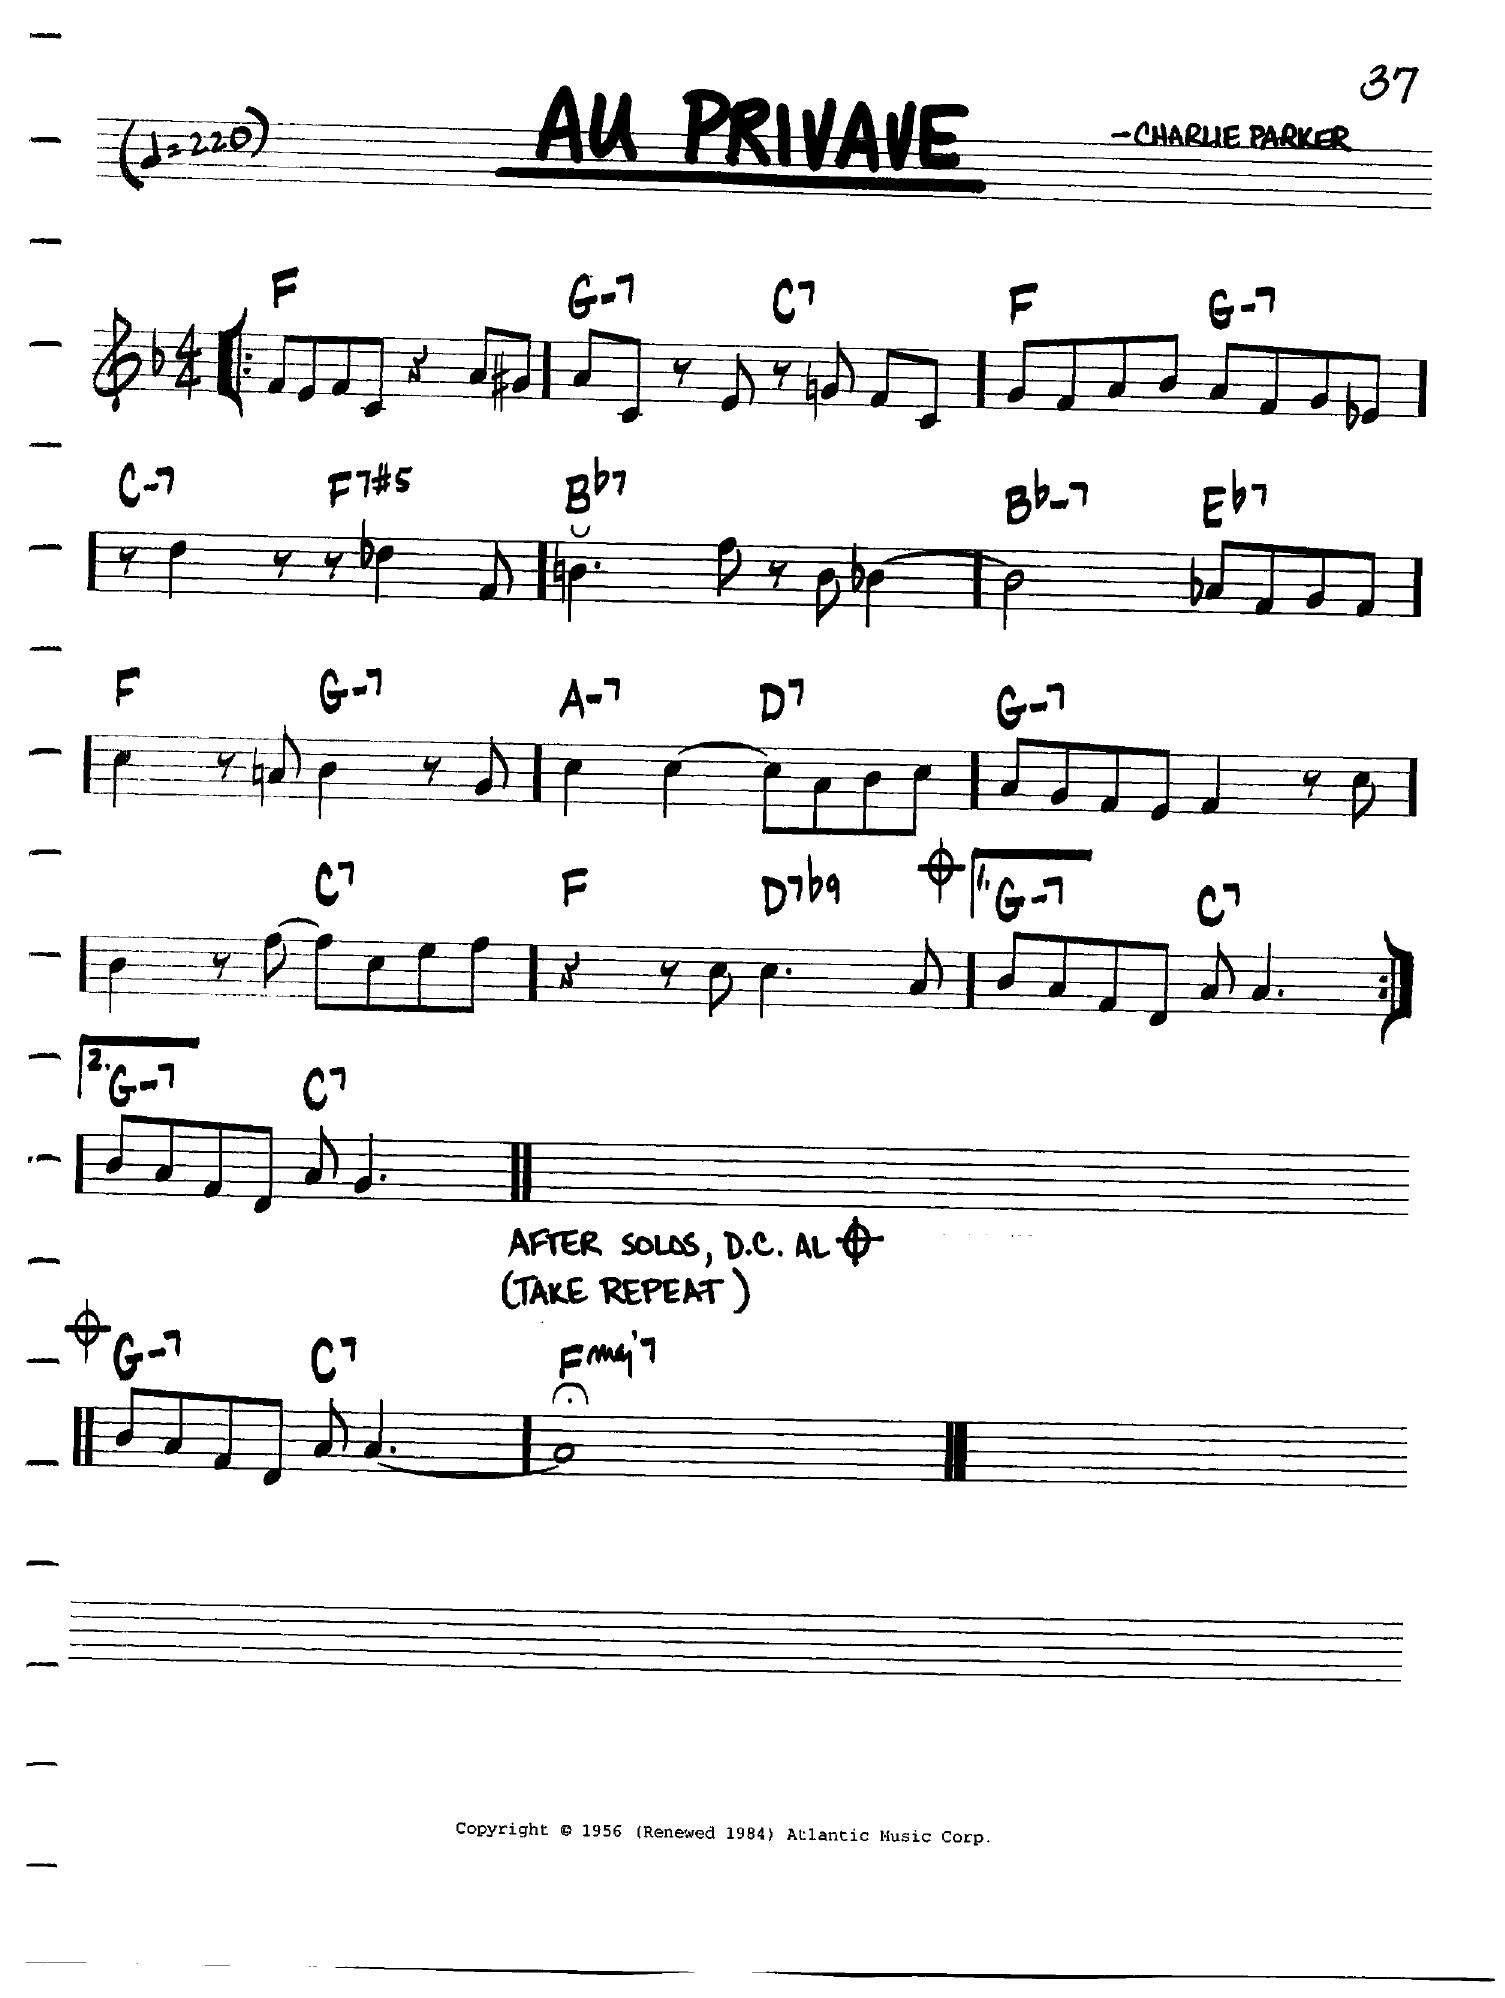 37
(𝅗𝅥=220) AU PRIVAVE -CHARLIE PARKER
F G-7 C7 F G-7
4
4
C-7 F7#5 Bb7 Bb-7 Eb7
F G-7 A-7 D7 G-7
C7 F D7b9 1. G-7 C7
2. G-7 C7
AFTER SOLOS, D.C. AL 𝄌
(TAKE REPEAT)
𝄌 G-7 C7 Fmaj7
Copyright © 1956 (Renewed 1984) Atlantic Music Corp.